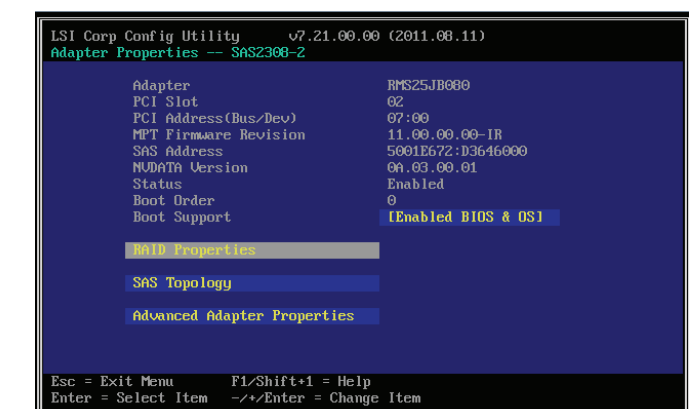 LSI Corp Config Utility v7.21.00.00 (2011.08.11)
Adapter Properties -- SAS2308-2
Adapter RMS25JB080
PCI Slot 02
PCI Address(Bus/Dev) 07:00
MPT Firmware Revision 11.00.00.00-IR
SAS Address 5001E672:D3646000
NVDATA Version 0A.03.00.01
Status Enabled
Boot Order 0
Boot Support [Enabled BIOS & OS]
RAID Properties
SAS Topology
Advanced Adapter Properties
Esc = Exit Menu F1/Shift+1 = Help
Enter = Select Item -/+/Enter = Change Item